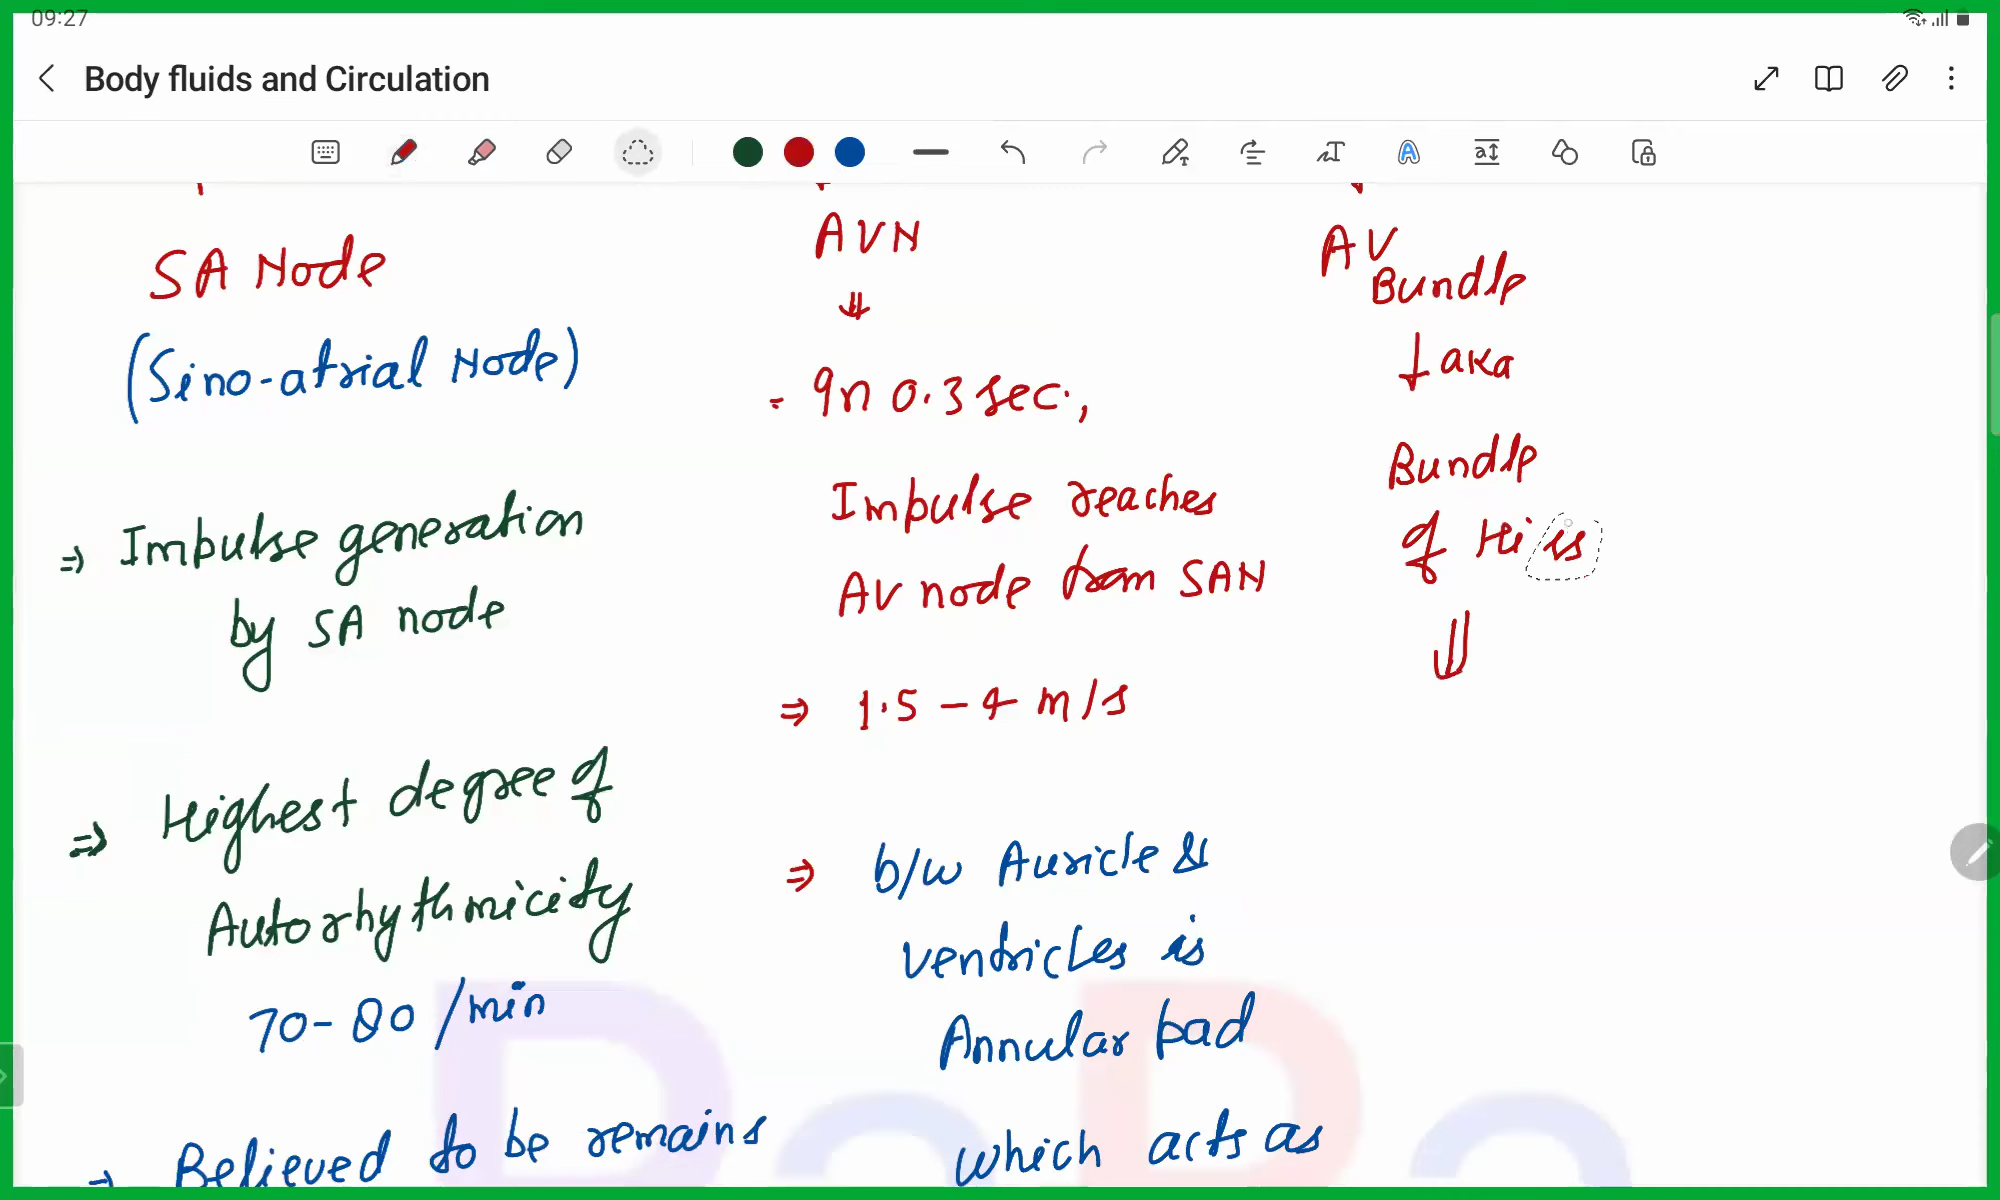 09:27
Body fluids and Circulation
SA Node
(Sino-atrial Node)
⇒ Impulse generation
by SA node
⇒ Highest degree of
Autorhythmicity
70-80 /min
Believed to be remains
AVN
⇓
In 0.3 sec.,
Impulse reaches
AV node from SAN
⇒ 1.5 - 4 m/s
⇒ b/w Auricle &
ventricles is
Annular pad
which acts as
AV
Bundle
↓ aka
Bundle
of Hi is
⇓